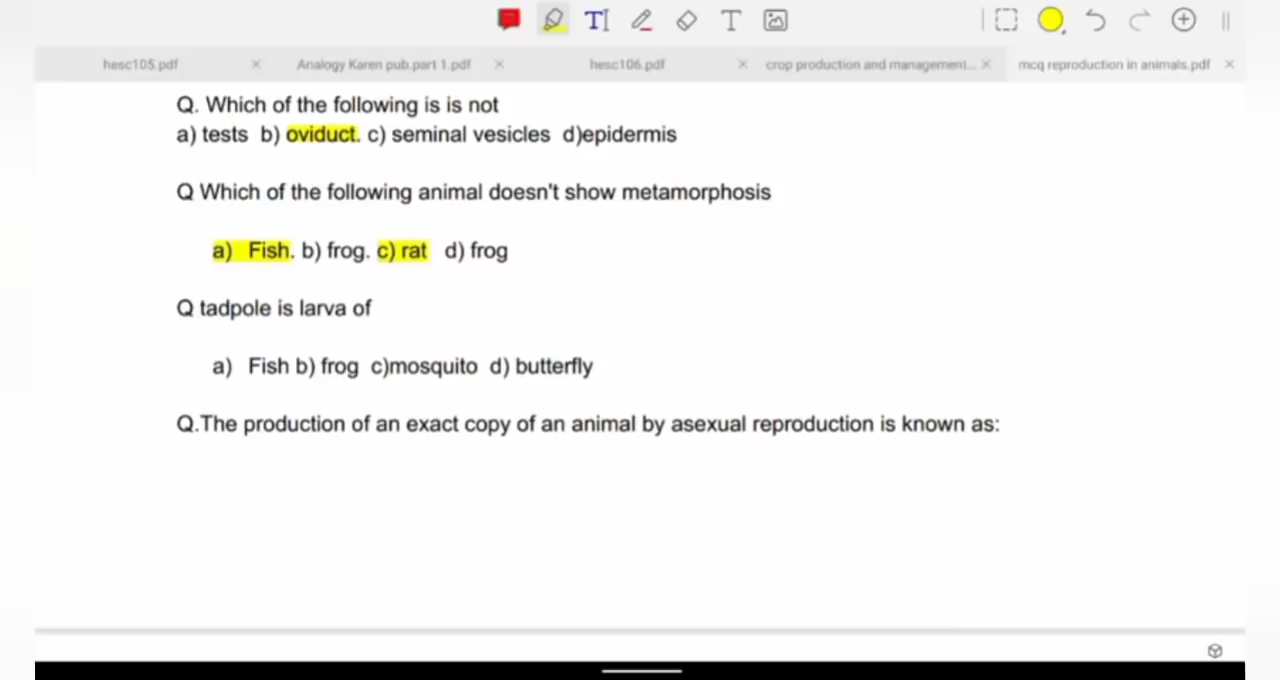 TI T
hesc105.pdf × Analogy Karen pub.part 1.pdf × hesc106.pdf × crop production and management... × mcq reproduction in animals.pdf ×
Q. Which of the following is is not
a) tests b) oviduct. c) seminal vesicles d)epidermis
Q Which of the following animal doesn't show metamorphosis
a) Fish. b) frog. c) rat d) frog
Q tadpole is larva of
a) Fish b) frog c)mosquito d) butterfly
Q.The production of an exact copy of an animal by asexual reproduction is known as: